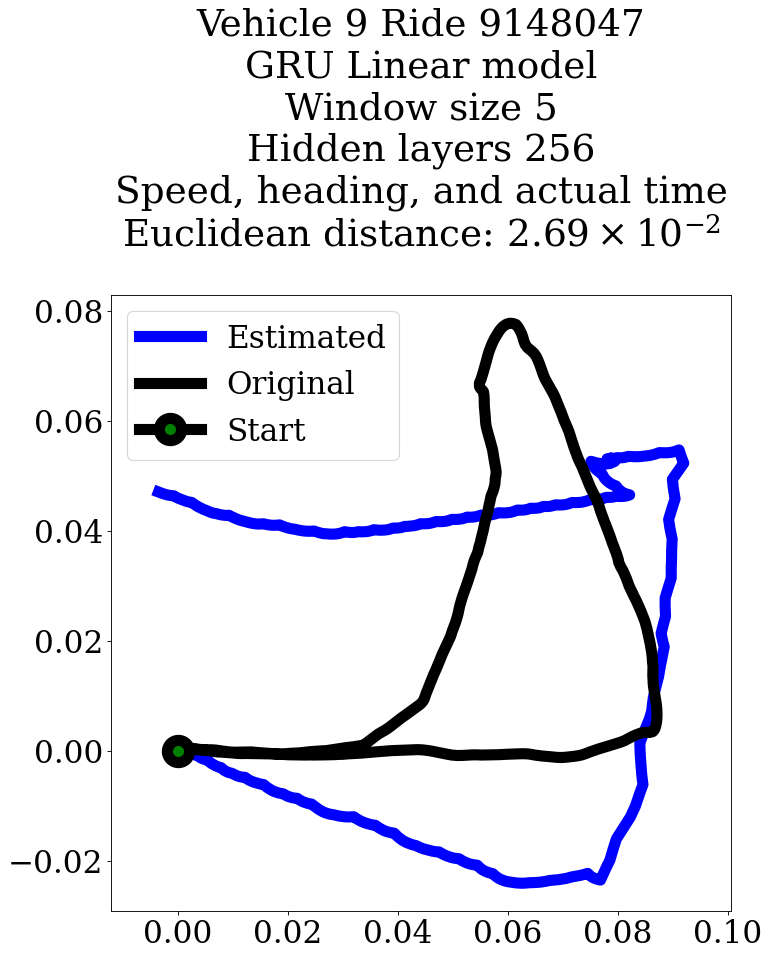 Vehicle 9 Ride 9148047
GRU Linear model
Window size 5
Hidden layers 256
Speed, heading, and actual time
Euclidean distance: 2.69 × 10⁻²
Estimated
Original
Start
0.08
0.06
0.04
0.02
0.00
−0.02
0.00 0.02 0.04 0.06 0.08 0.10